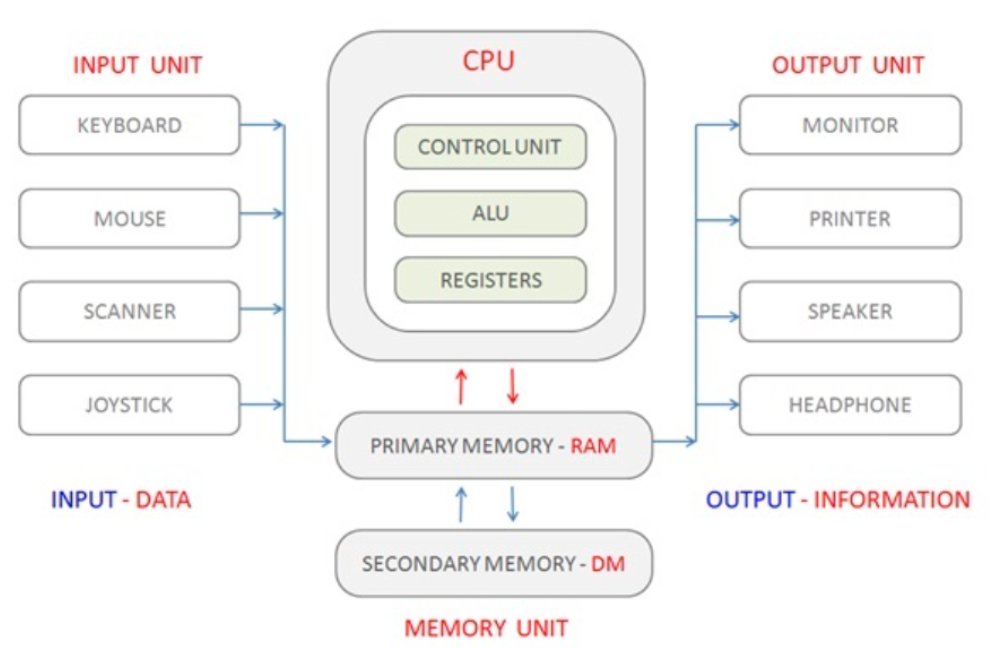 INPUT UNIT
KEYBOARD
MOUSE
SCANNER
JOYSTICK
INPUT - DATA
CPU
CONTROL UNIT
ALU
REGISTERS
PRIMARY MEMORY - RAM
SECONDARY MEMORY - DM
MEMORY UNIT
OUTPUT UNIT
MONITOR
PRINTER
SPEAKER
HEADPHONE
OUTPUT - INFORMATION